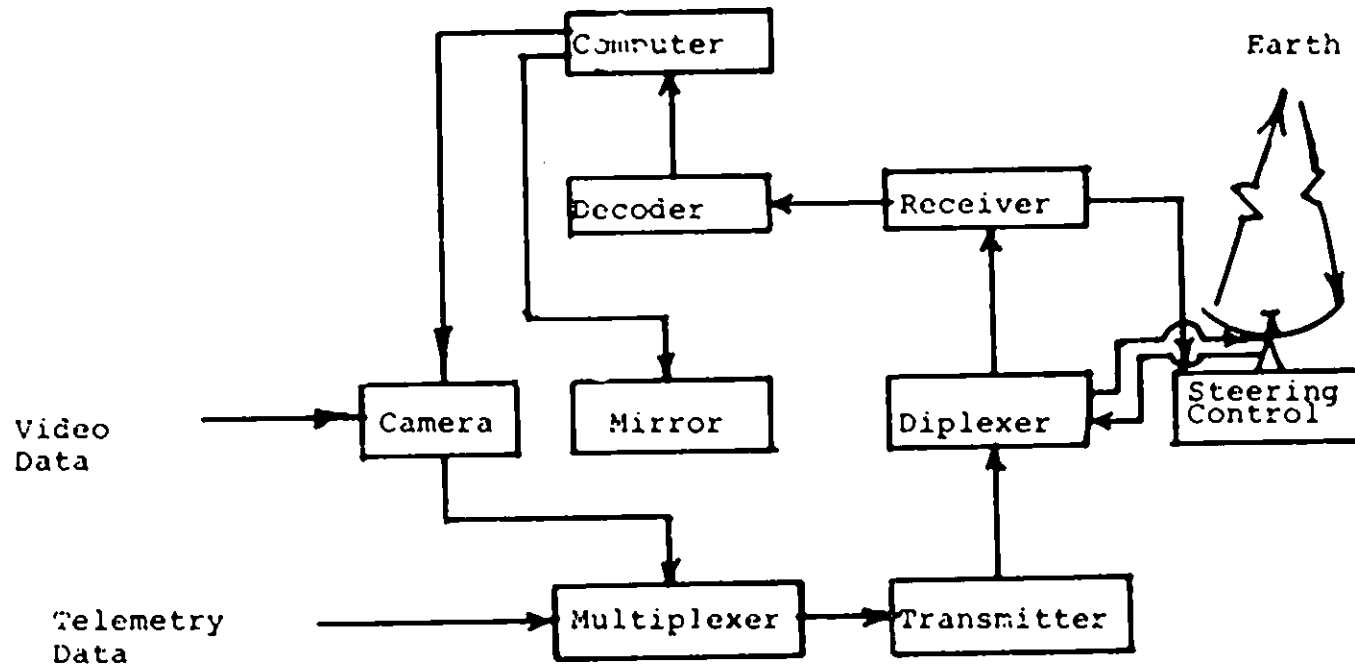 Computer
Earth
Decoder
Receiver
Video
Data
Camera
Mirror
Diplexer
Steering
Control
Telemetry
Data
Multiplexer
Transmitter